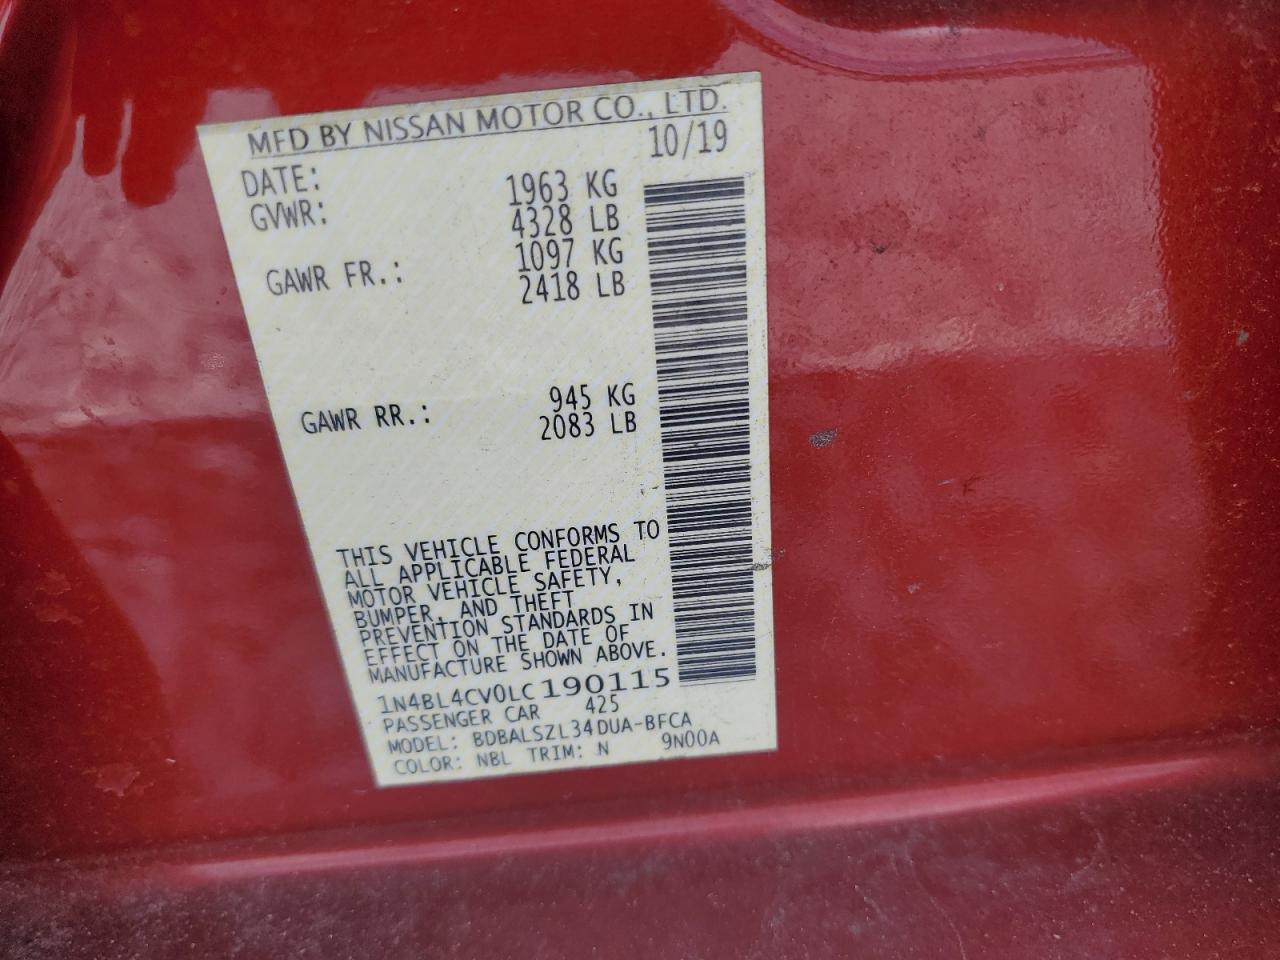 MFD BY NISSAN MOTOR CO., LTD.
DATE: 10/19
GVWR: 1963 KG
4328 LB
GAWR FR.: 1097 KG
2418 LB
GAWR RR.: 945 KG
2083 LB
THIS VEHICLE CONFORMS TO
ALL APPLICABLE FEDERAL
MOTOR VEHICLE SAFETY,
BUMPER, AND THEFT
PREVENTION STANDARDS IN
EFFECT ON THE DATE OF
MANUFACTURE SHOWN ABOVE.
1N4BL4CV0LC190115
PASSENGER CAR 425
MODEL: BDBALSZL34DUA-BFCA
COLOR: NBL TRIM: N 9N00A